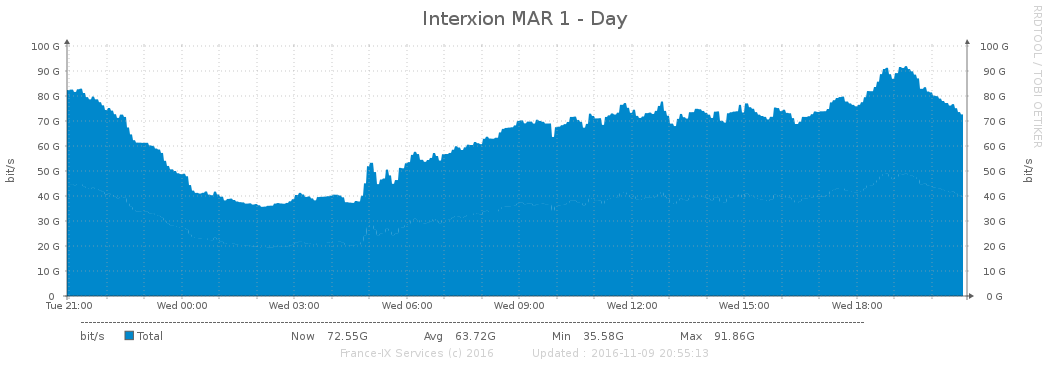 Interxion MAR 1 - Day
RRDTOOL / TOBI OETIKER
100 G 100 G
90 G 90 G
80 G 80 G
70 G 70 G
60 G 60 G
50 G 50 G
40 G 40 G
30 G 30 G
20 G 20 G
10 G 10 G
0 0 G
bit/s
bit/s
Tue 21:00 Wed 00:00 Wed 03:00 Wed 06:00 Wed 09:00 Wed 12:00 Wed 15:00 Wed 18:00
bit/s Total Now 72.55G Avg 63.72G Min 35.58G Max 91.86G
France-IX Services (c) 2016 Updated : 2016-11-09 20:55:13